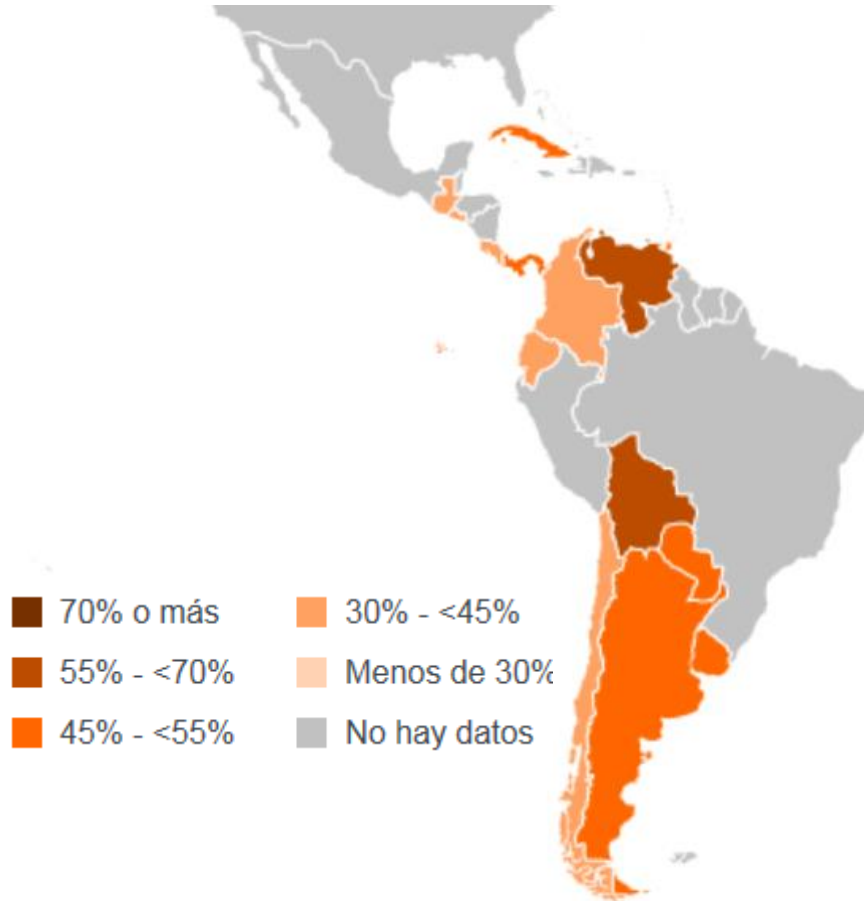 70% o más
55% - <70%
45% - <55%
30% - <45%
Menos de 30%
No hay datos